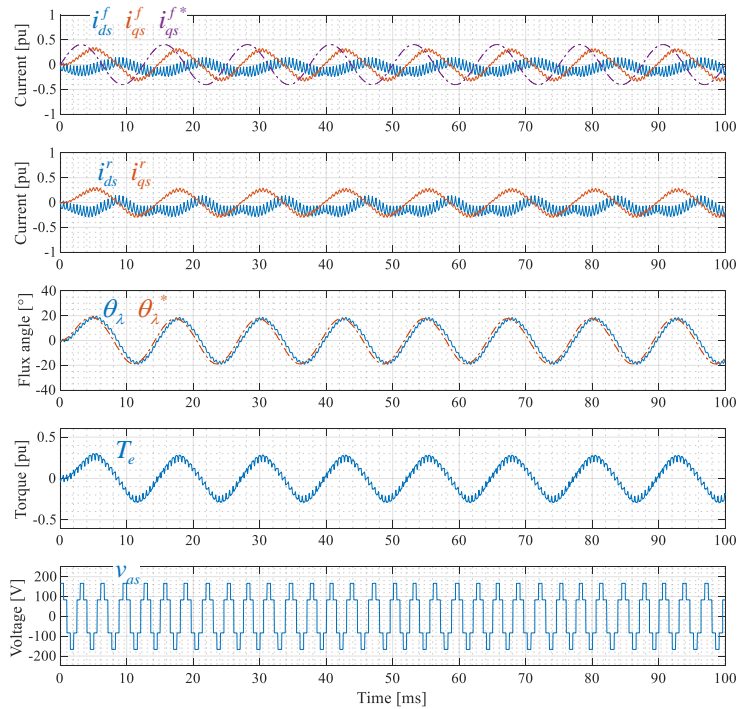 i_ds^f i_qs^f i_qs^f*
Current [pu]
1
0.5
0
-0.5
-1
0 10 20 30 40 50 60 70 80 90 100
i_ds^r i_qs^r
Current [pu]
1
0.5
0
-0.5
-1
0 10 20 30 40 50 60 70 80 90 100
θ_λ θ_λ^*
Flux angle [°]
40
20
0
-20
-40
0 10 20 30 40 50 60 70 80 90 100
T_e
Torque [pu]
0.5
0
-0.5
0 10 20 30 40 50 60 70 80 90 100
v_as
Voltage [V]
200
100
0
-100
-200
0 10 20 30 40 50 60 70 80 90 100
Time [ms]